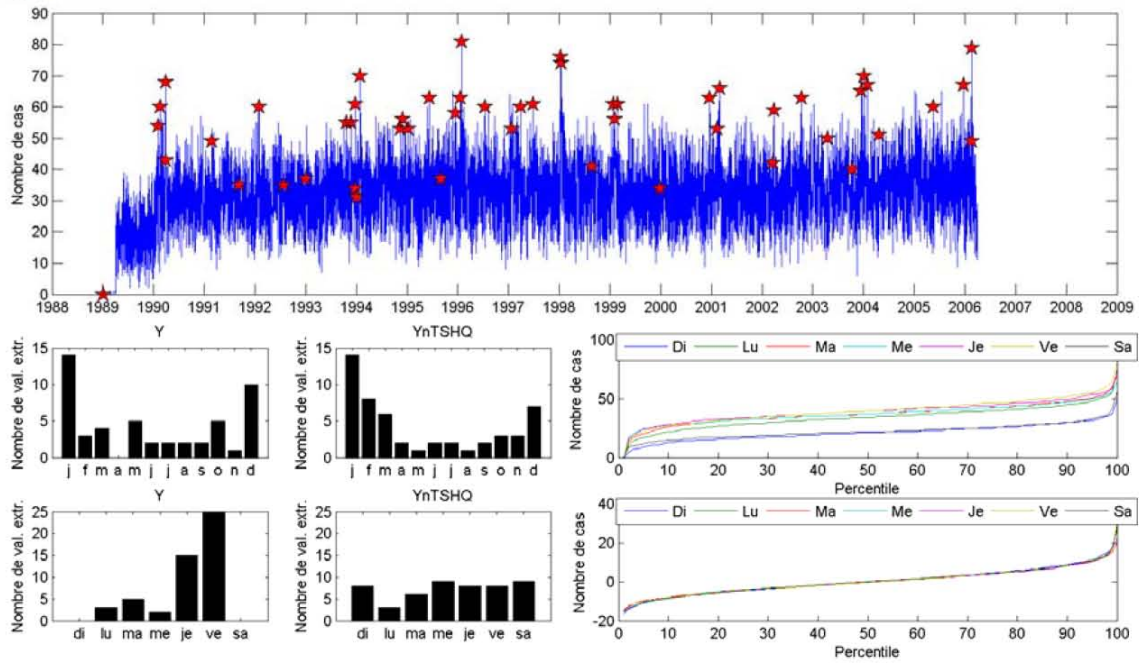 90
80
70
60
50
40
30
20
10
0
Nombre de cas
1988 1989 1990 1991 1992 1993 1994 1995 1996 1997 1998 1999 2000 2001 2002 2003 2004 2005 2006 2007 2008 2009
Y
15
10
5
0
Nombre de val. extr.
j f m a m j j a s o n d
YnTSHQ
15
10
5
0
Nombre de val. extr.
j f m a m j j a s o n d
100
50
0
Nombre de cas
Di Lu Ma Me Je Ve Sa
0 10 20 30 40 50 60 70 80 90 100
Percentile
Y
25
20
15
10
5
0
Nombre de val. extr.
di lu ma me je ve sa
YnTSHQ
25
20
15
10
5
0
Nombre de val. extr.
di lu ma me je ve sa
40
20
0
-20
Nombre de cas
Di Lu Ma Me Je Ve Sa
0 10 20 30 40 50 60 70 80 90 100
Percentile